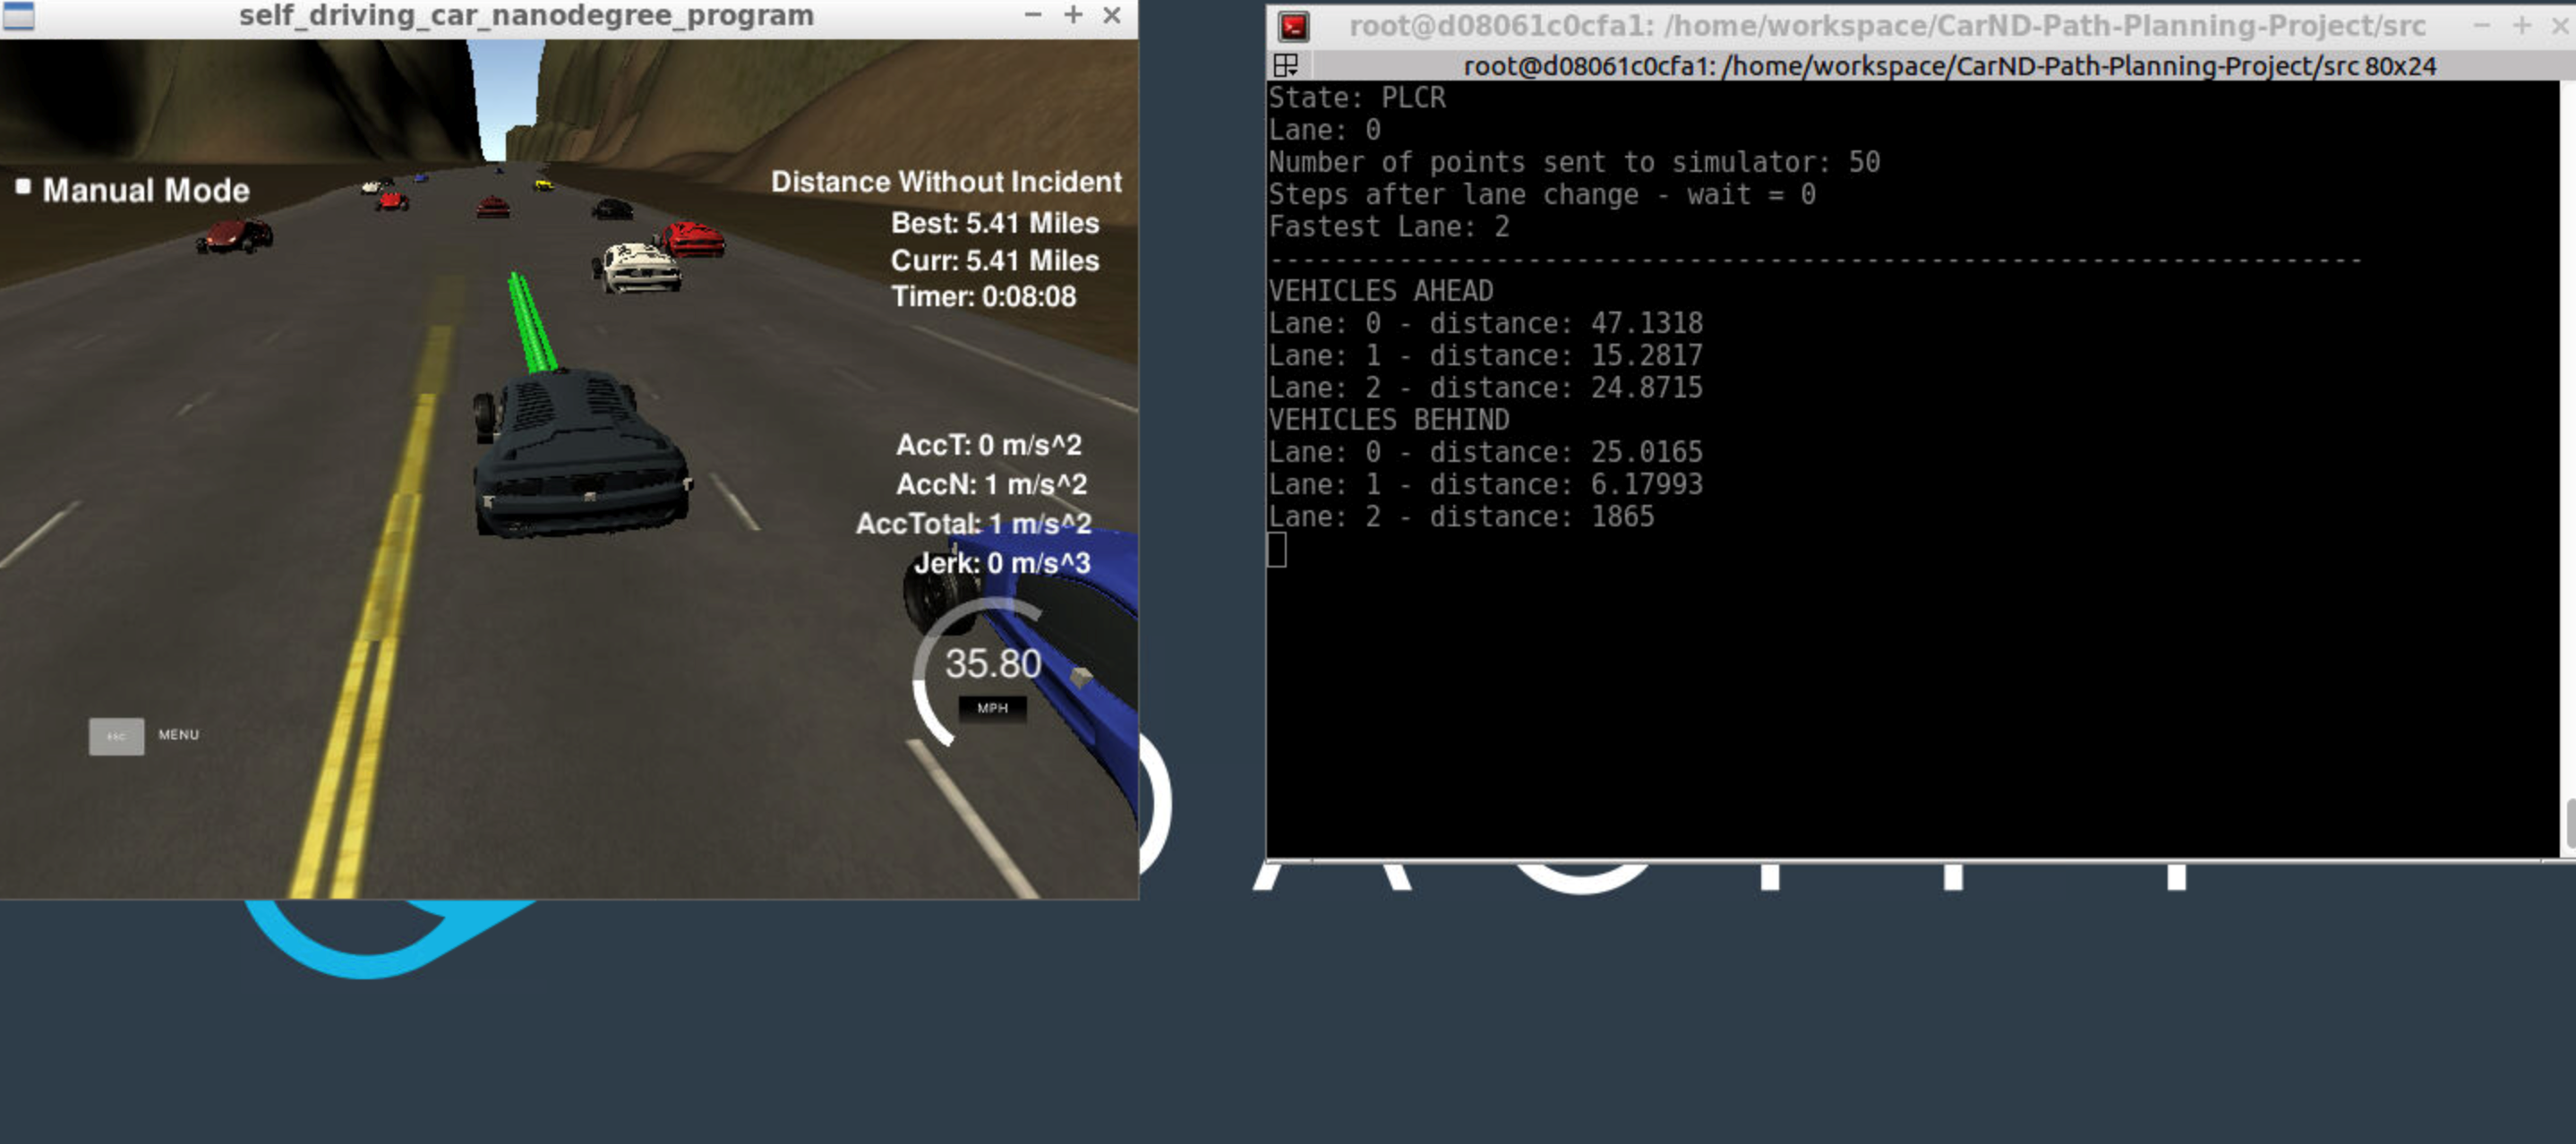 self_driving_car_nanodegree_program
Manual Mode
Distance Without Incident
Best: 5.41 Miles
Curr: 5.41 Miles
Timer: 0:08:08
AccT: 0 m/s^2
AccN: 1 m/s^2
AccTotal: 1 m/s^2
Jerk: 0 m/s^3
35.80
MPH
ESC
MENU
root@d08061c0cfa1: /home/workspace/CarND-Path-Planning-Project/src
root@d08061c0cfa1: /home/workspace/CarND-Path-Planning-Project/src 80x24
State: PLCR
Lane: 0
Number of points sent to simulator: 50
Steps after lane change - wait = 0
Fastest Lane: 2
--------------------------------------------------------------------
VEHICLES AHEAD
Lane: 0 - distance: 47.1318
Lane: 1 - distance: 15.2817
Lane: 2 - distance: 24.8715
VEHICLES BEHIND
Lane: 0 - distance: 25.0165
Lane: 1 - distance: 6.17993
Lane: 2 - distance: 1865